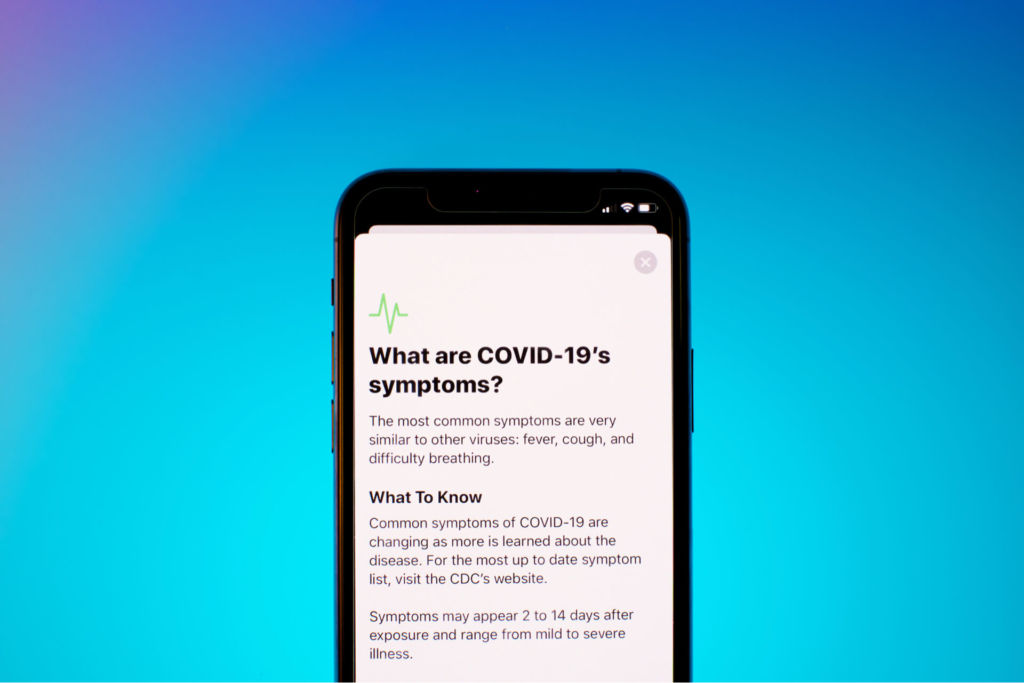 What are COVID-19’s
symptoms?
The most common symptoms are very
similar to other viruses: fever, cough, and
difficulty breathing.
What To Know
Common symptoms of COVID-19 are
changing as more is learned about the
disease. For the most up to date symptom
list, visit the CDC’s website.
Symptoms may appear 2 to 14 days after
exposure and range from mild to severe
illness.